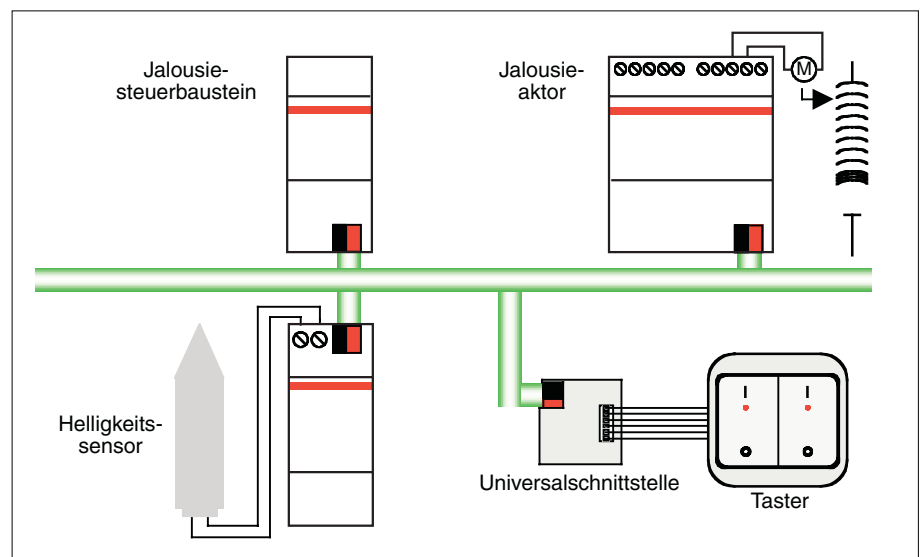 Jalousie-
steuerbaustein
Jalousie-
aktor
M
Helligkeits-
sensor
Universalschnittstelle
I
I
Taster